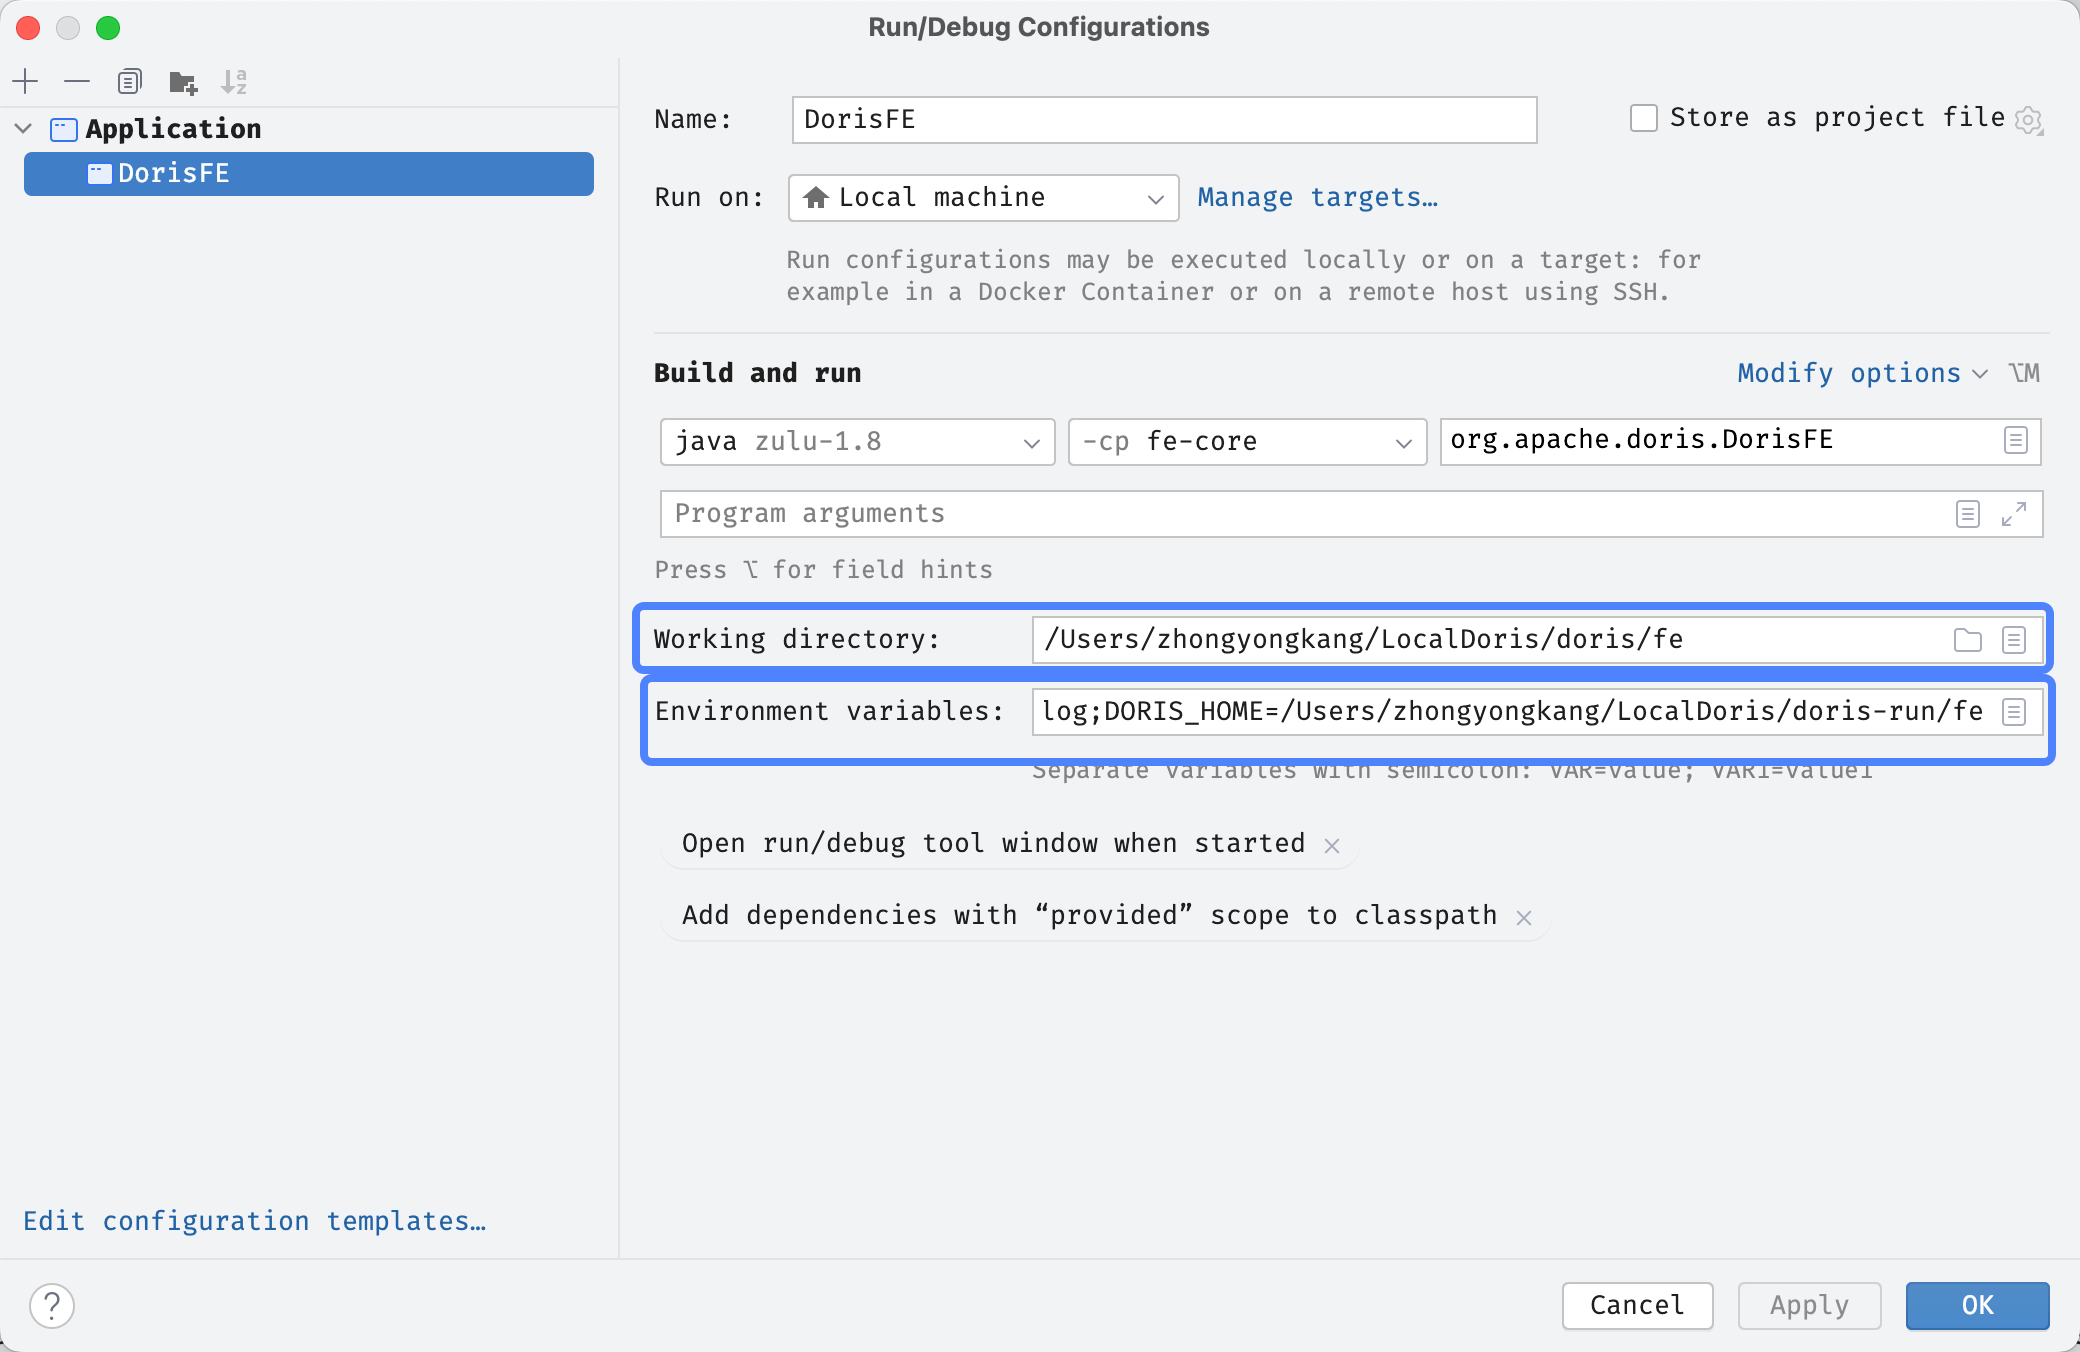 Run/Debug Configurations
Application
DorisFE
Edit configuration templates…
Name: DorisFE
Store as project file
Run on: Local machine Manage targets…
Run configurations may be executed locally or on a target: for
example in a Docker Container or on a remote host using SSH.
Build and run
Modify options ⌥M
java zulu-1.8 -cp fe-core org.apache.doris.DorisFE
Program arguments
Press ⌥ for field hints
Working directory: /Users/zhongyongkang/LocalDoris/doris/fe
Environment variables: log;DORIS_HOME=/Users/zhongyongkang/LocalDoris/doris-run/fe
Separate variables with semicolon: VAR=value; VAR1=value1
Open run/debug tool window when started ×
Add dependencies with “provided” scope to classpath ×
?
Cancel Apply OK